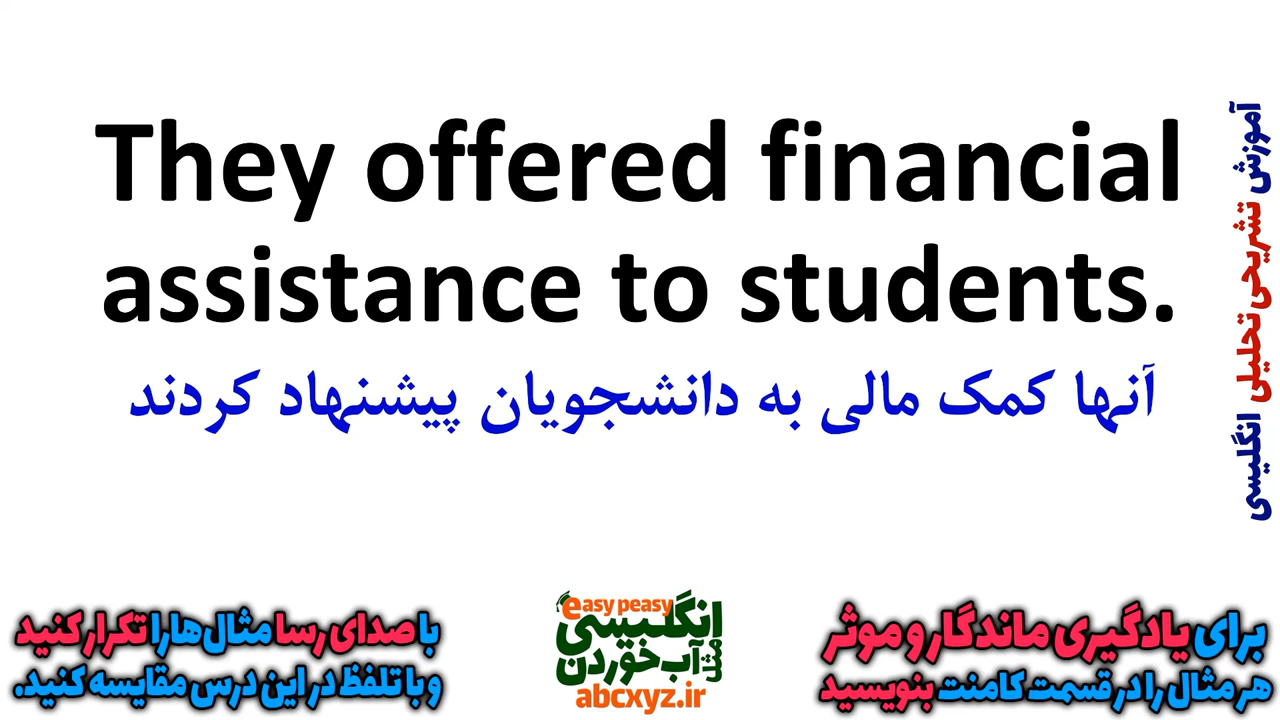 They offered financial
assistance to students.
آنها کمک مالی به دانشجویان پیشنهاد کردند
آموزش تشریحی تحلیلی انگلیسی
برای یادگیری ماندگار و موثر
هر مثال را در قسمت کامنت بنویسید
easy peasy
انگلیسی
مثل
آب خوردن
abcxyz.ir
با صدای رسا مثال‌ها را تکرار کنید
و با تلفظ در این درس مقایسه کنید.